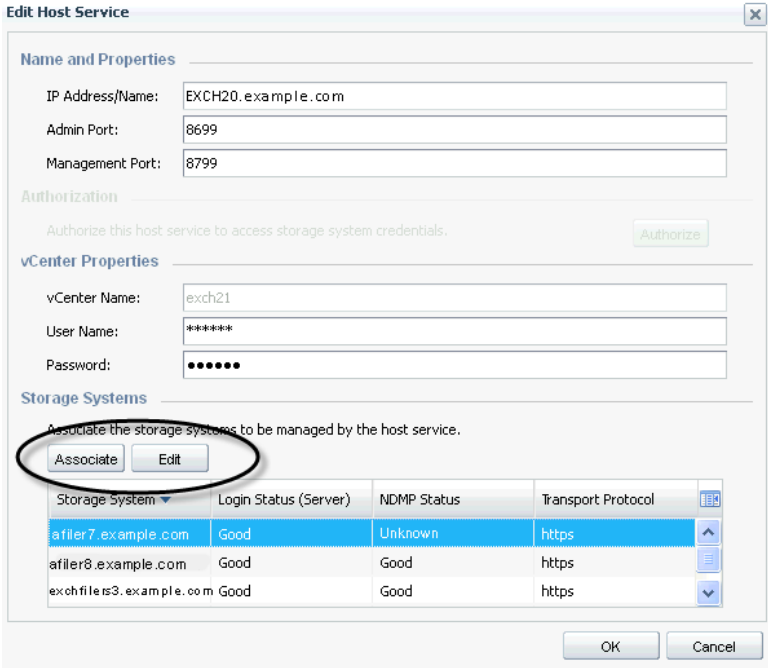 Edit Host Service
Name and Properties
IP Address/Name: EXCH20.example.com
Admin Port: 8699
Management Port: 8799
Authorization
Authorize this host service to access storage system credentials. Authorize
vCenter Properties
vCenter Name: exch21
User Name: ******
Password: ●●●●●●
Storage Systems
Associate the storage systems to be managed by the host service.
Associate Edit
Storage System Login Status (Server) NDMP Status Transport Protocol
afiler7.example.com Good Unknown https
afiler8.example.com Good Good https
exchfilers3.example.com Good Good https
OK Cancel